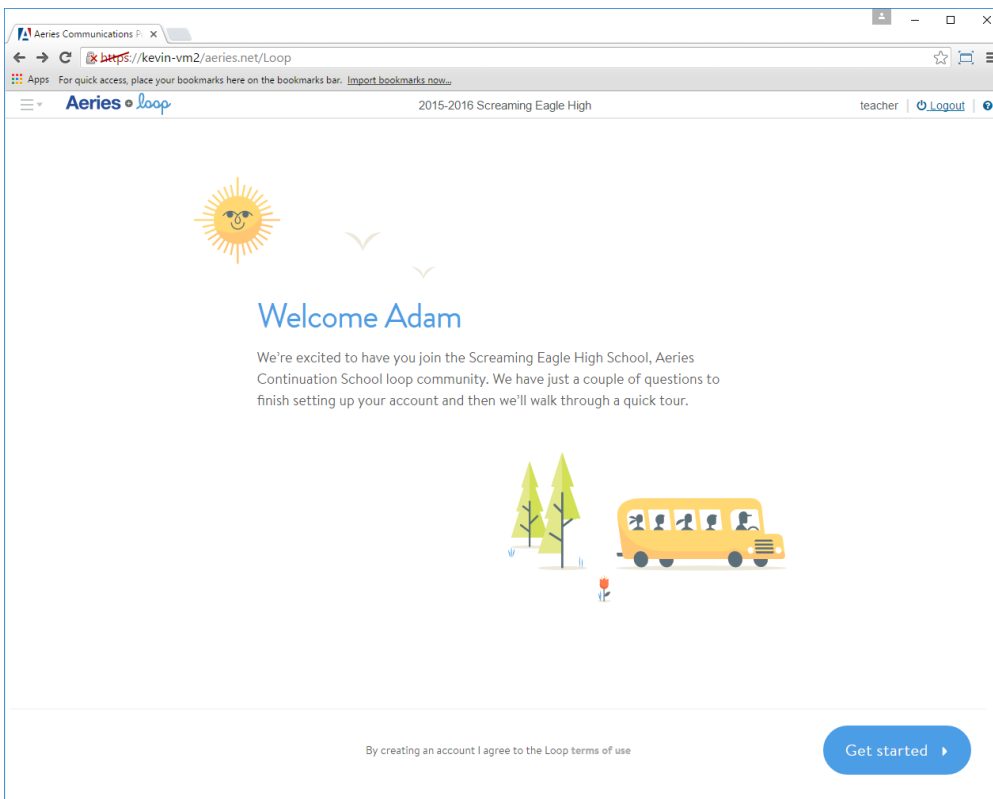 Aeries Communications P
https://kevin-vm2/aeries.net/Loop
Apps For quick access, place your bookmarks here on the bookmarks bar. Import bookmarks now...
Aeries loop 2015-2016 Screaming Eagle High teacher | Logout | ?
Welcome Adam
We're excited to have you join the Screaming Eagle High School, Aeries
Continuation School loop community. We have just a couple of questions to
finish setting up your account and then we'll walk through a quick tour.
By creating an account I agree to the Loop terms of use
Get started